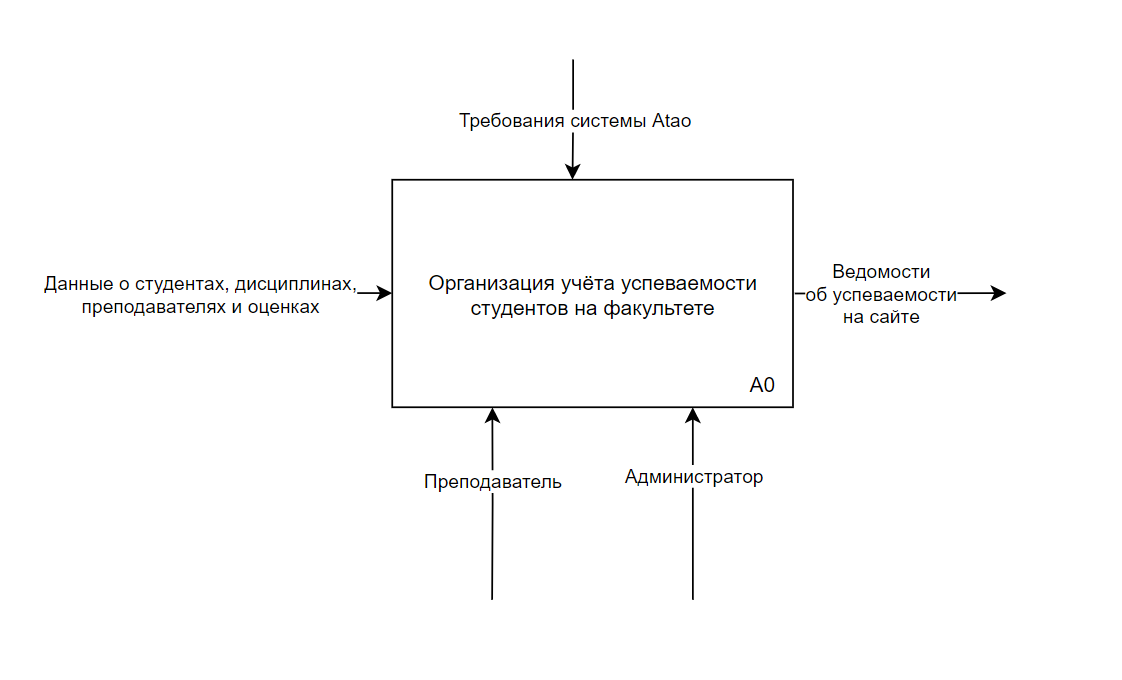 Требования системы Atao
Данные о студентах, дисциплинах,
преподавателях и оценках
Организация учёта успеваемости
студентов на факультете
A0
Ведомости
об успеваемости
на сайте
Преподаватель
Администратор